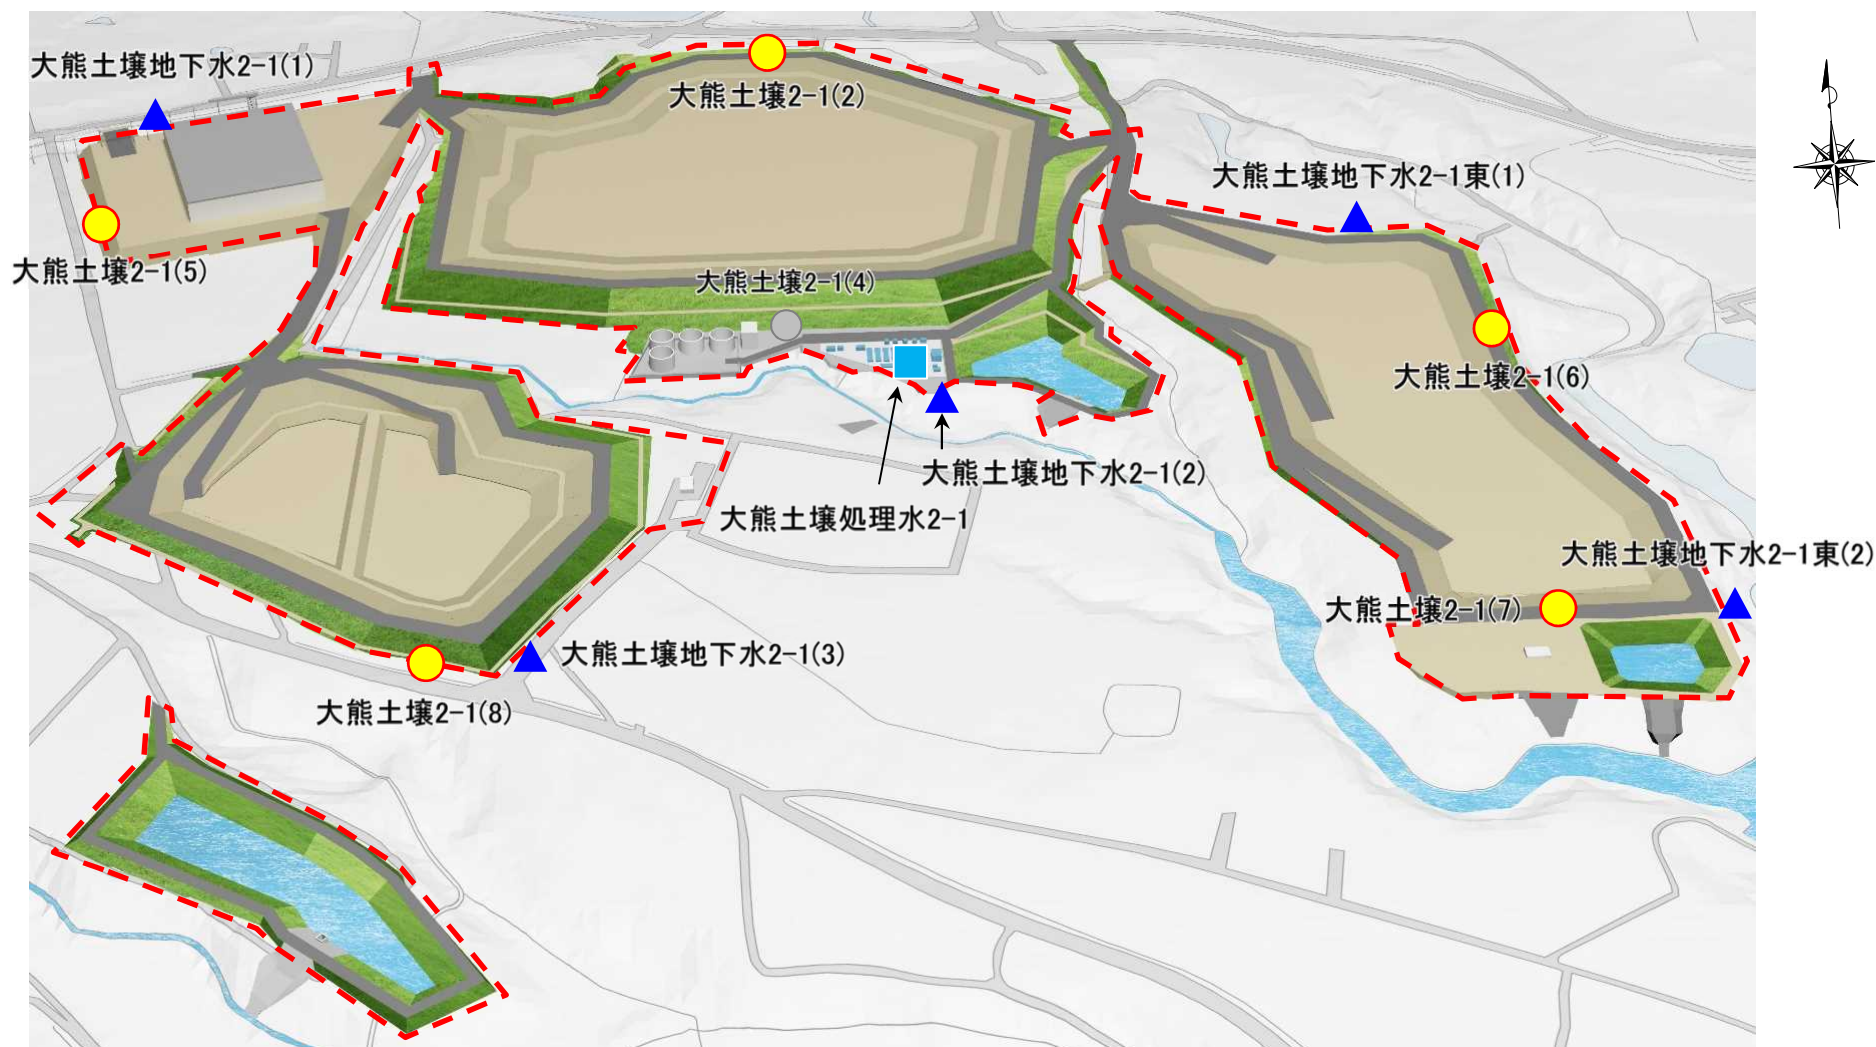 大熊土壌地下水2-1(1)
大熊土壌2-1(2)
大熊土壌地下水2-1東(1)
大熊土壌2-1(5)
大熊土壌2-1(4)
大熊土壌2-1(6)
大熊土壌地下水2-1(2)
大熊土壌処理水2-1
大熊土壌地下水2-1東(2)
大熊土壌2-1(7)
大熊土壌地下水2-1(3)
大熊土壌2-1(8)